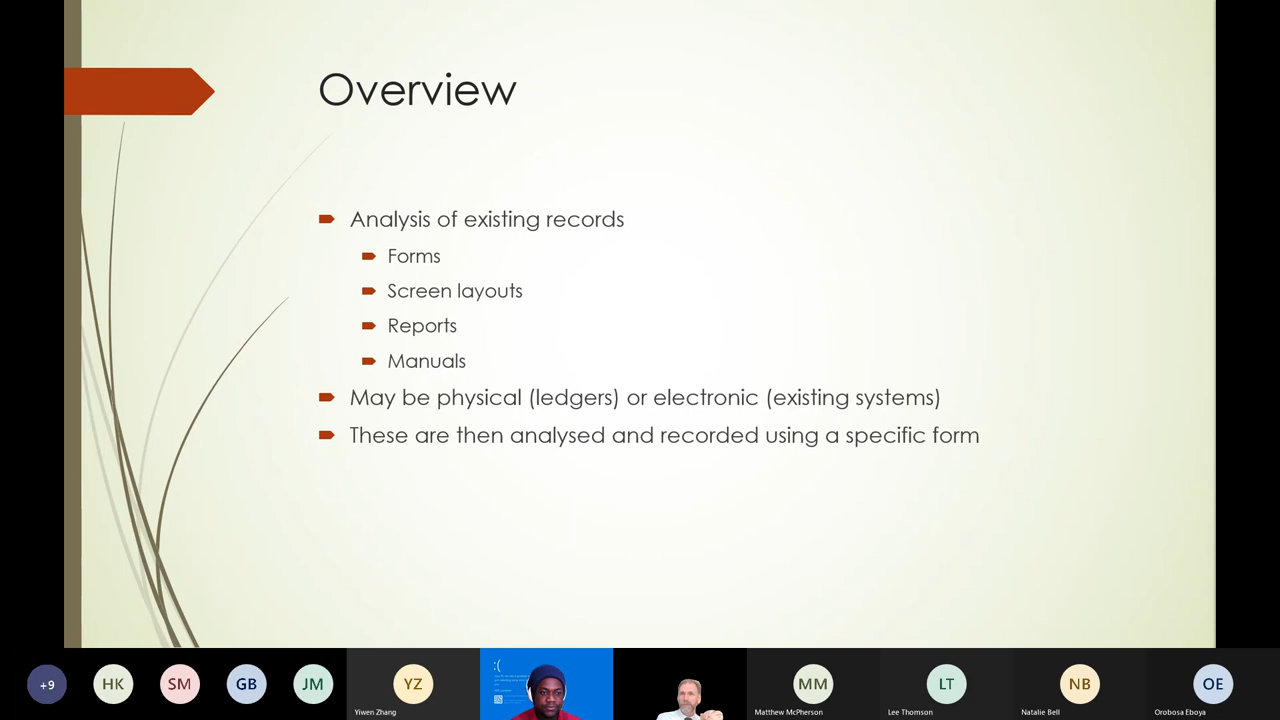 Overview
Analysis of existing records
Forms
Screen layouts
Reports
Manuals
May be physical (ledgers) or electronic (existing systems)
These are then analysed and recorded using a specific form
+9
HK
SM
GB
JM
YZ
Yiwen Zhang
:(
MM
Matthew McPherson
LT
Lee Thomson
NB
Natalie Bell
OE
Orobosa Eboya